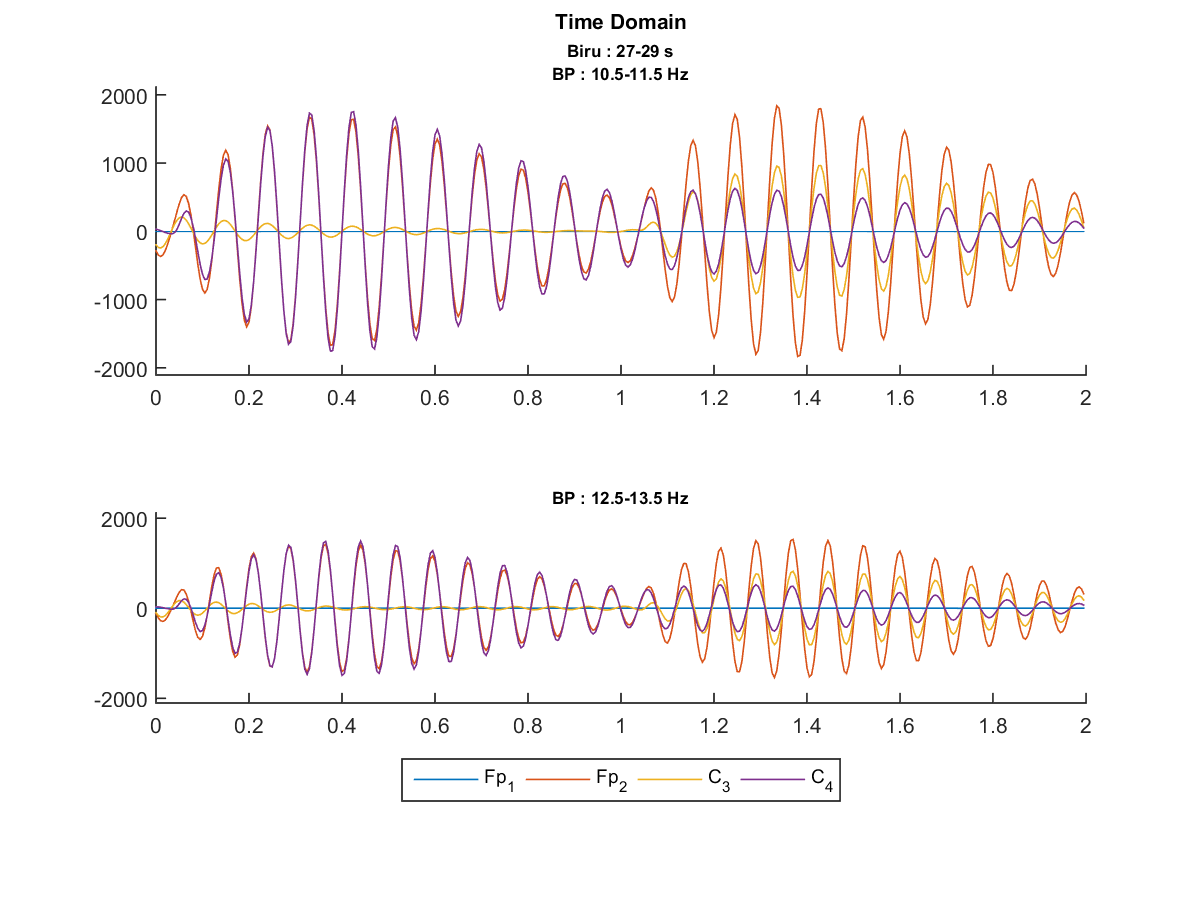 Time Domain
Biru : 27-29 s
BP : 10.5-11.5 Hz
2000
1000
0
-1000
-2000
0 0.2 0.4 0.6 0.8 1 1.2 1.4 1.6 1.8 2
BP : 12.5-13.5 Hz
2000
0
-2000
0 0.2 0.4 0.6 0.8 1 1.2 1.4 1.6 1.8 2
Fp1 Fp2 C3 C4